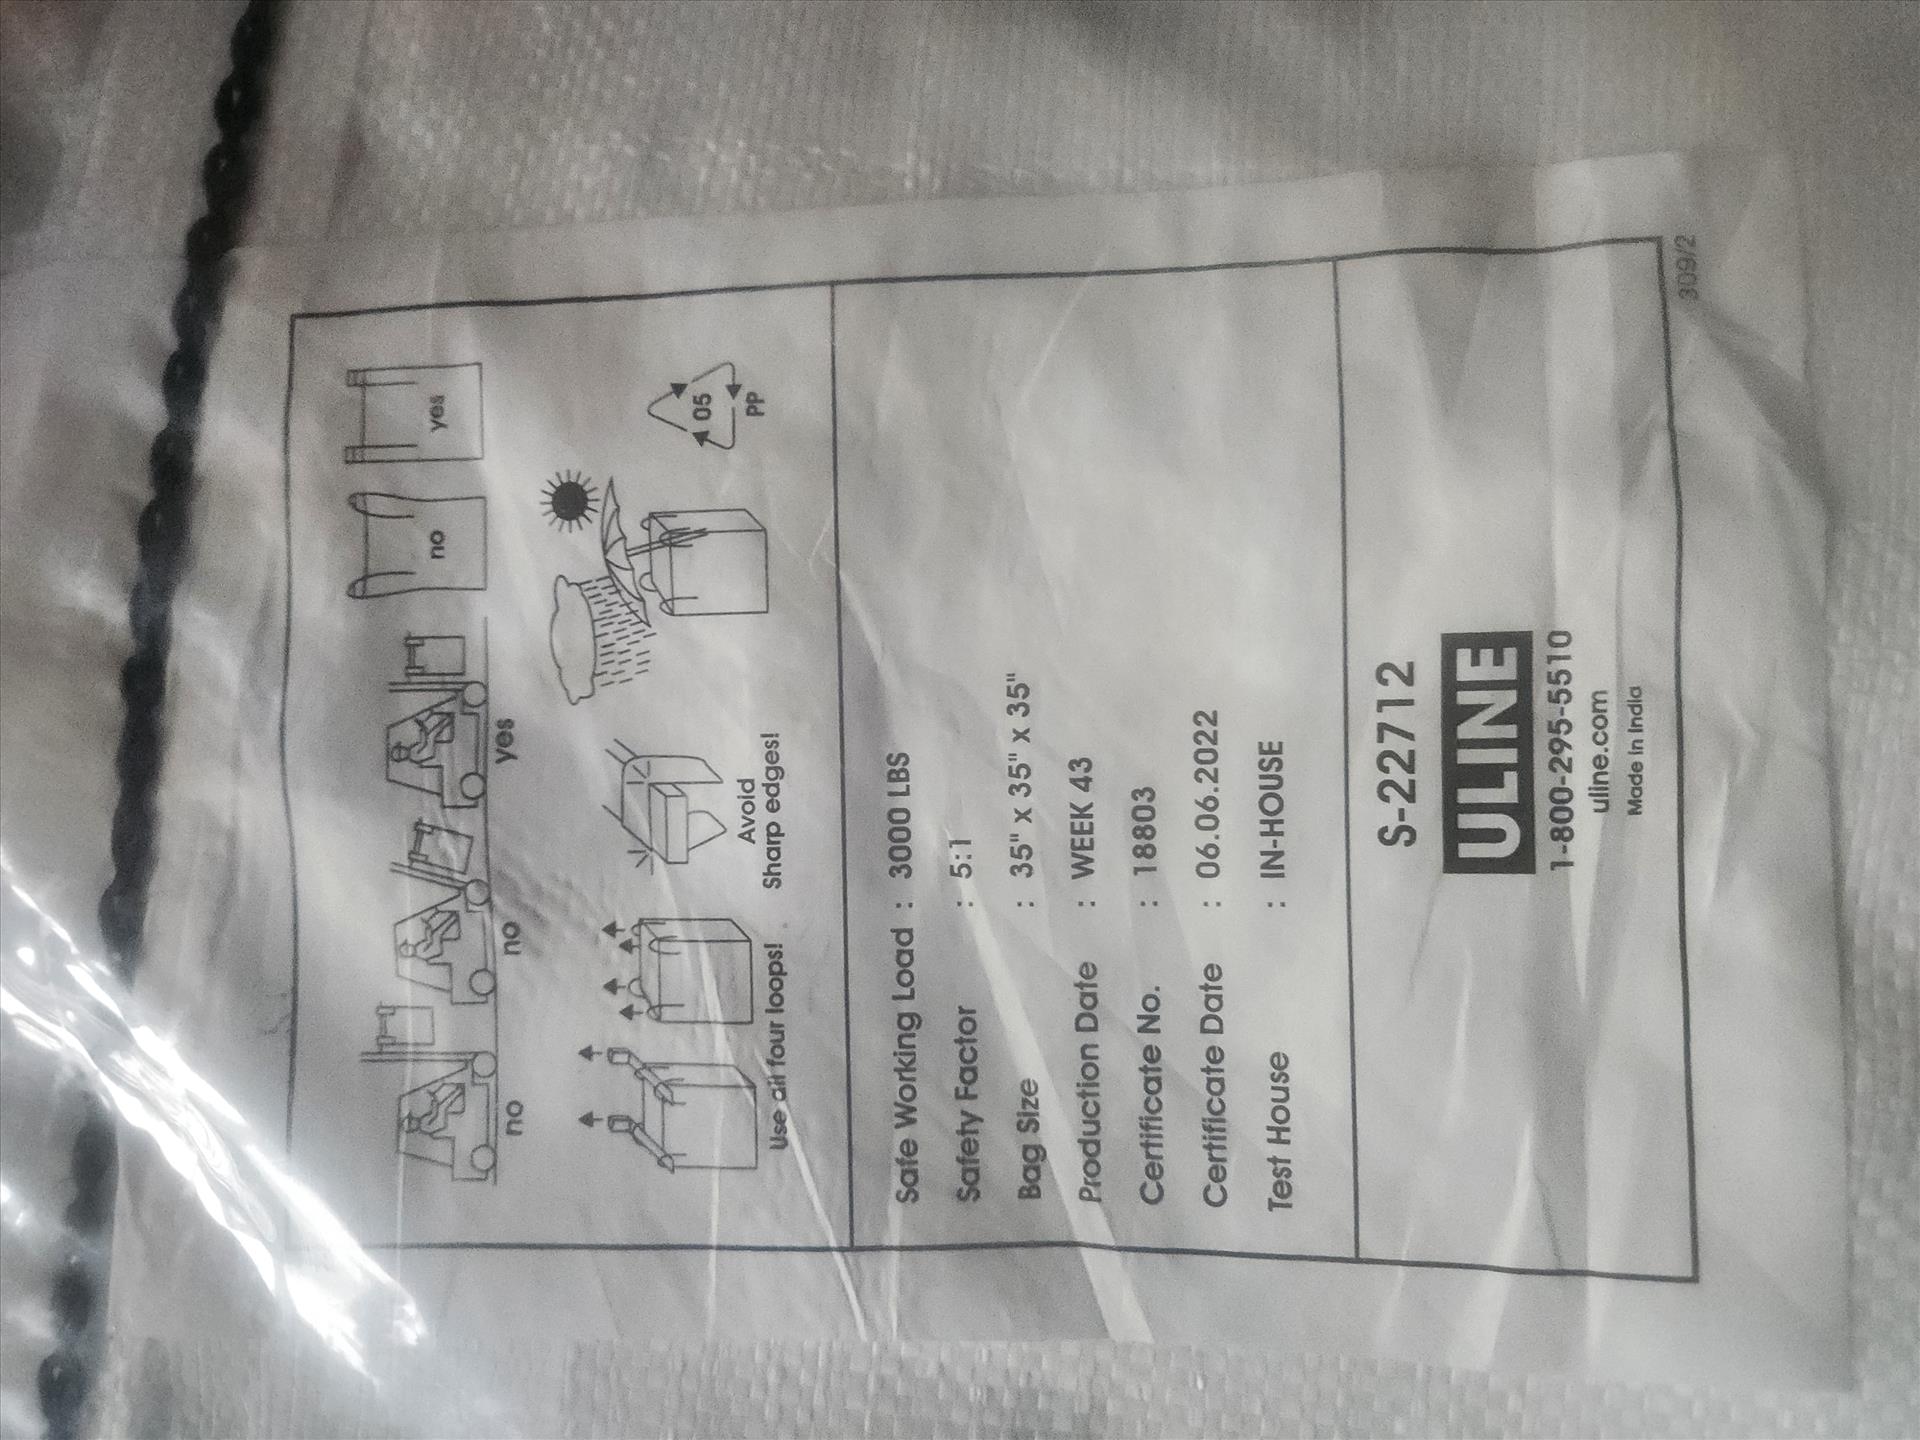 no
no
yes
no
yes
Use all four loops!
Avoid
Sharp edges!
05
PP
Safe Working Load : 3000 LBS
Safety Factor : 5:1
Bag Size : 35" x 35" x 35"
Production Date : WEEK 43
Certificate No. : 18803
Certificate Date : 06.06.2022
Test House : IN-HOUSE
S-22712
ULINE
1-800-295-5510
uline.com
Made in India
309/2